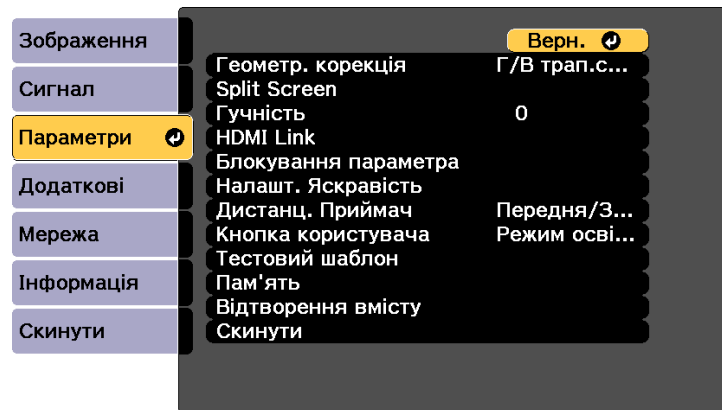 Зображення
Сигнал
Параметри
Додаткові
Мережа
Інформація
Скинути
Верн.
Геометр. корекція Г/В трап.с...
Split Screen
Гучність 0
HDMI Link
Блокування параметра
Налашт. Яскравість
Дистанц. Приймач Передня/З...
Кнопка користувача Режим осві...
Тестовий шаблон
Пам'ять
Відтворення вмісту
Скинути